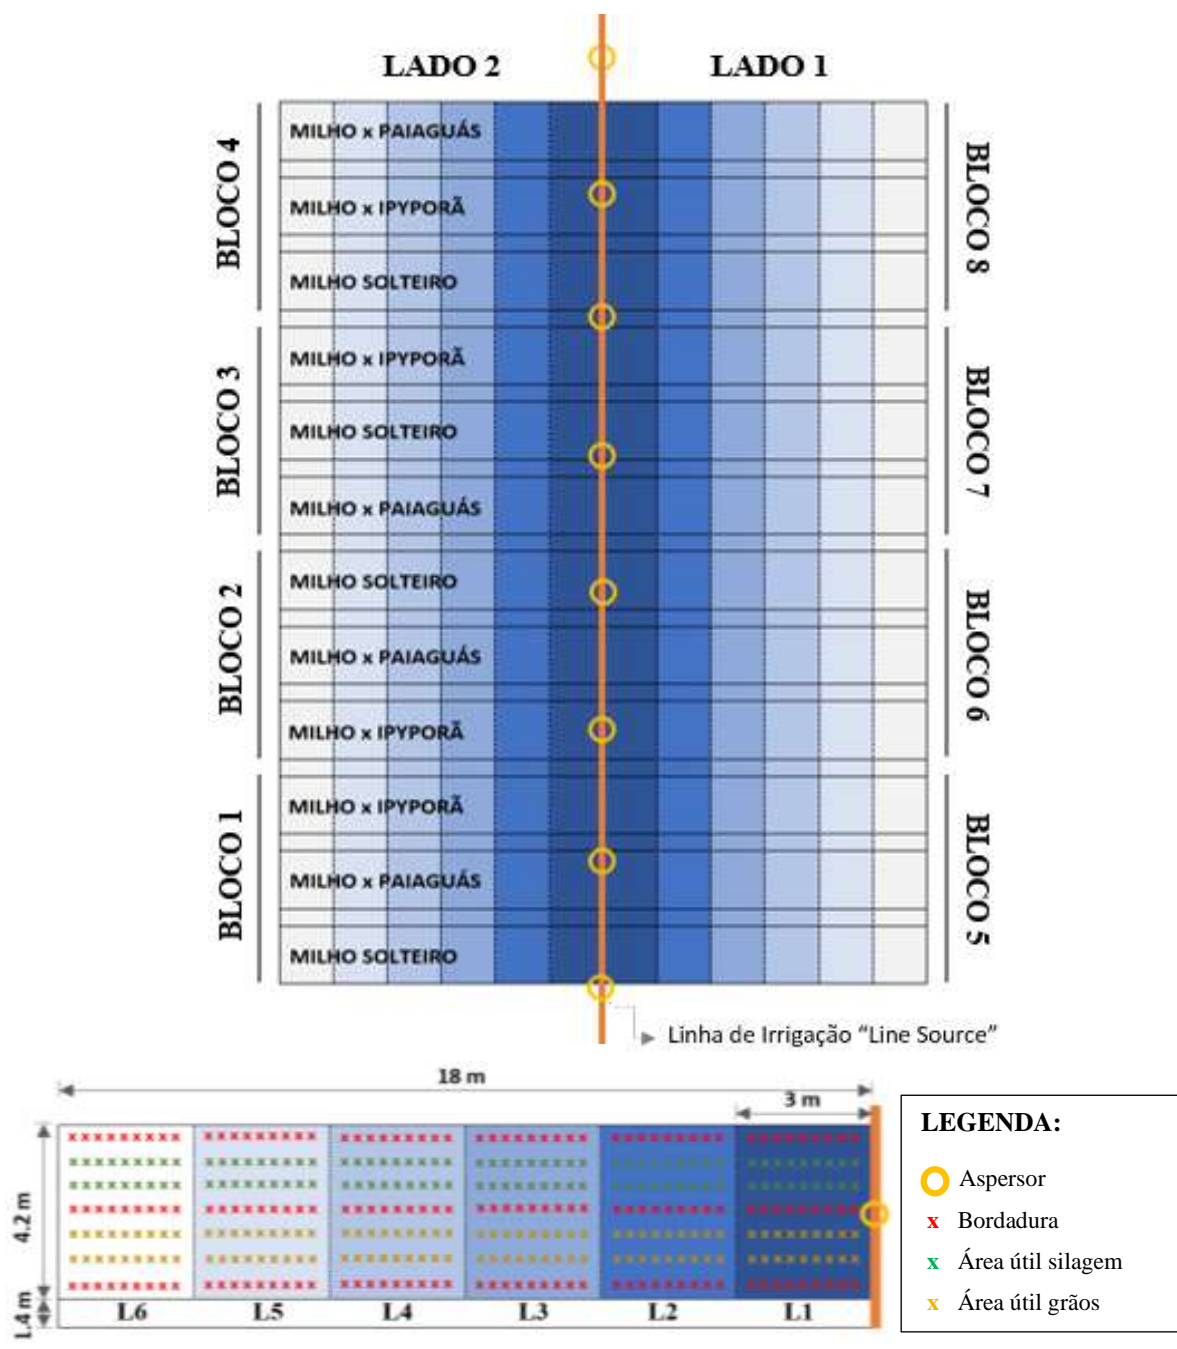 LADO 2
LADO 1
BLOCO 4
MILHO x PAIAGUÁS
MILHO x IPYPORÃ
MILHO SOLTEIRO
BLOCO 8
BLOCO 3
MILHO x IPYPORÃ
MILHO SOLTEIRO
MILHO x PAIAGUÁS
BLOCO 7
BLOCO 2
MILHO SOLTEIRO
MILHO x PAIAGUÁS
MILHO x IPYPORÃ
BLOCO 6
BLOCO 1
MILHO x IPYPORÃ
MILHO x PAIAGUÁS
MILHO SOLTEIRO
BLOCO 5
Linha de Irrigação “Line Source”
18 m
3 m
4.2 m
1.4 m
L6
L5
L4
L3
L2
L1
LEGENDA:
Aspersor
x Bordadura
x Área útil silagem
x Área útil grãos